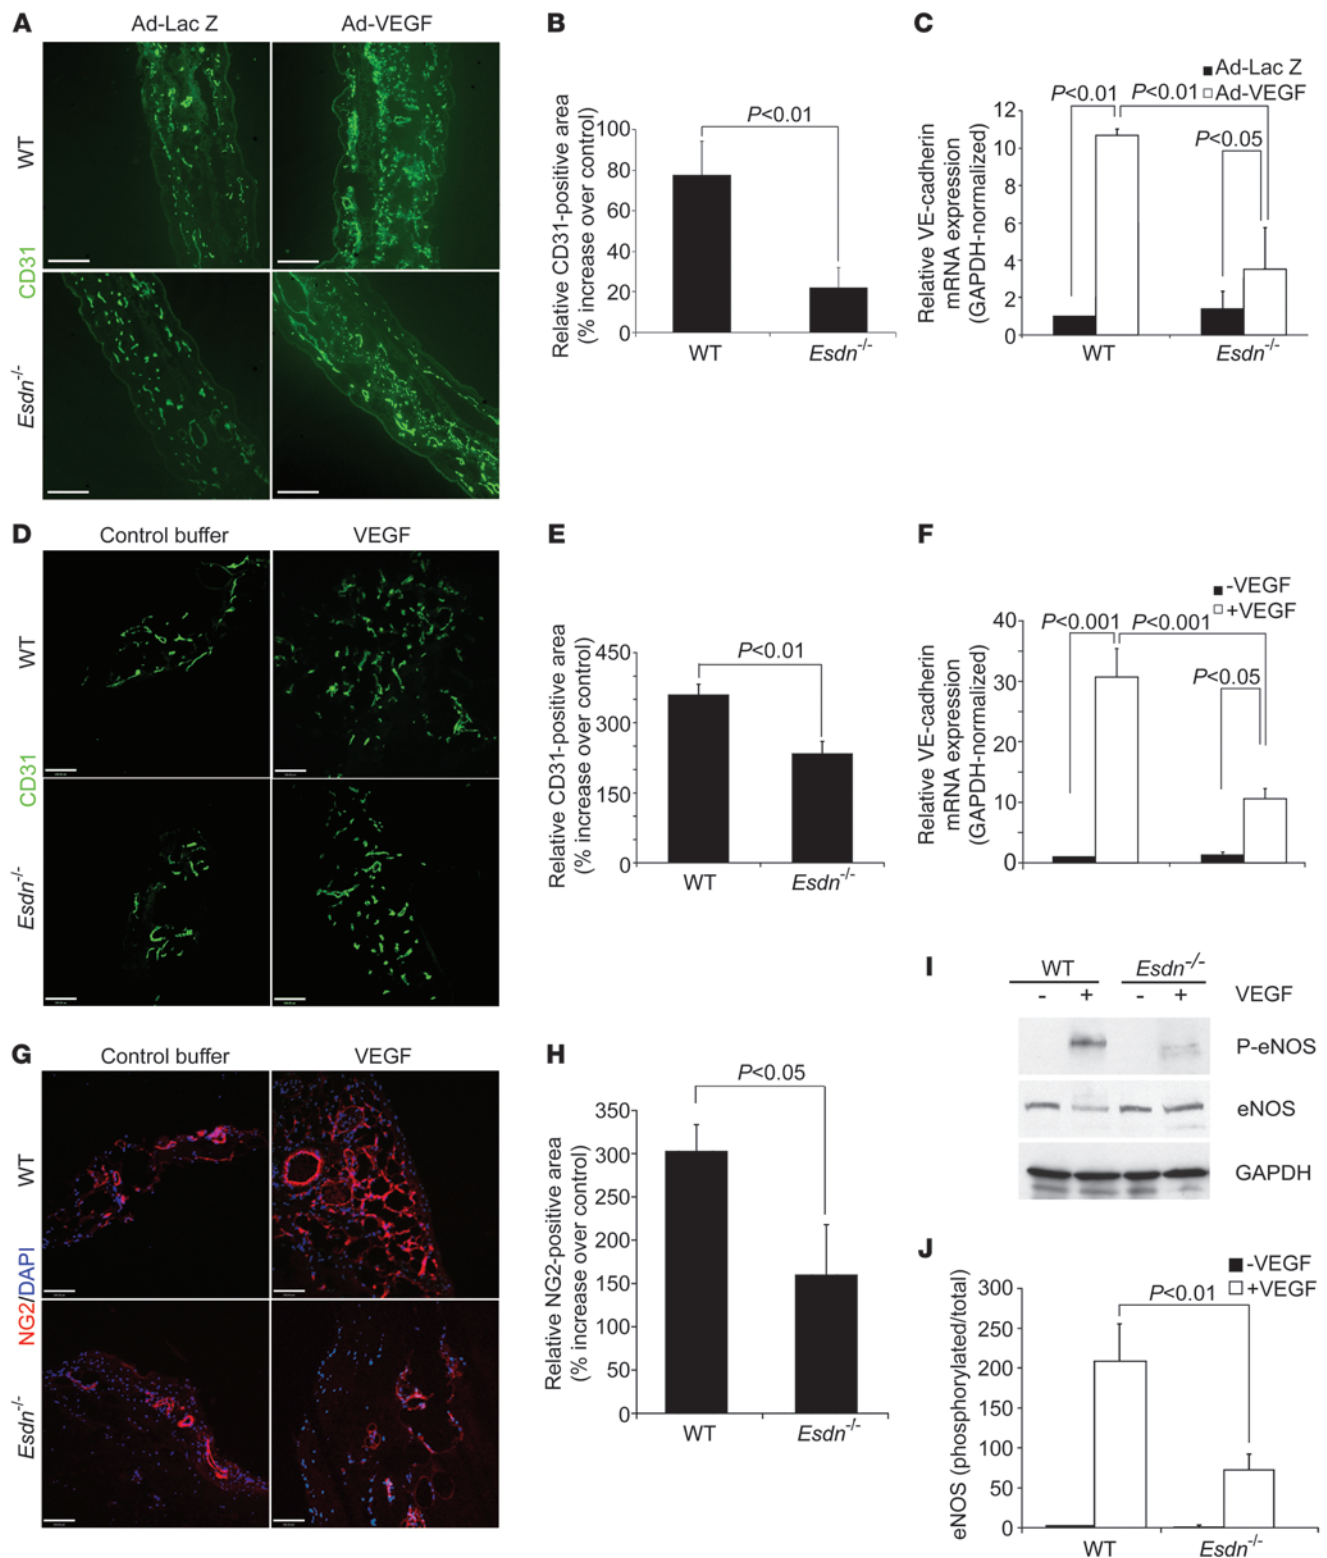 A
Ad-Lac Z
Ad-VEGF
WT
Esdn-/-
CD31
B
Relative CD31-positive area
(% increase over control)
100
80
60
40
20
0
P<0.01
WT
Esdn-/-
C
Ad-Lac Z
Ad-VEGF
Relative VE-cadherin
mRNA expression
(GAPDH-normalized)
12
10
8
6
4
2
0
P<0.01
P<0.01
P<0.05
WT
Esdn-/-
D
Control buffer
VEGF
WT
Esdn-/-
CD31
E
Relative CD31-positive area
(% increase over control)
450
300
150
0
P<0.01
WT
Esdn-/-
F
-VEGF
+VEGF
Relative VE-cadherin
mRNA expression
(GAPDH-normalized)
40
30
20
10
0
P<0.001
P<0.001
P<0.05
WT
Esdn-/-
G
Control buffer
VEGF
WT
Esdn-/-
NG2/DAPI
H
Relative NG2-positive area
(% increase over control)
350
300
250
200
150
100
50
0
P<0.05
WT
Esdn-/-
I
WT
Esdn-/-
- + - + VEGF
P-eNOS
eNOS
GAPDH
J
-VEGF
+VEGF
eNOS (phosphorylated/total)
300
250
200
150
100
50
0
P<0.01
WT
Esdn-/-